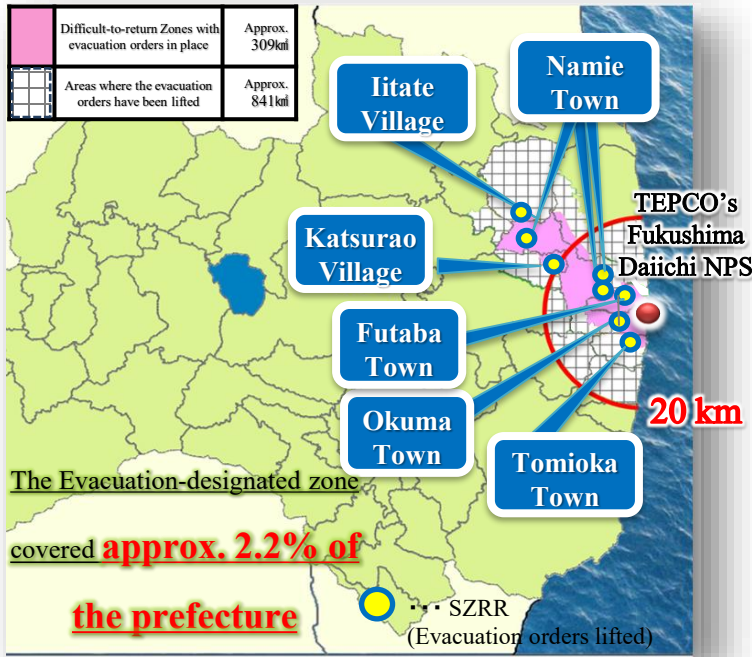 Difficult-to-return Zones with
evacuation orders in place
Approx.
309㎢
Areas where the evacuation
orders have been lifted
Approx.
841㎢
Iitate
Village
Namie
Town
TEPCO’s
Fukushima
Daiichi NPS
Katsurao
Village
Futaba
Town
Okuma
Town
20 km
Tomioka
Town
The Evacuation-designated zone
covered approx. 2.2% of
the prefecture
･･･ SZRR
(Evacuation orders lifted)